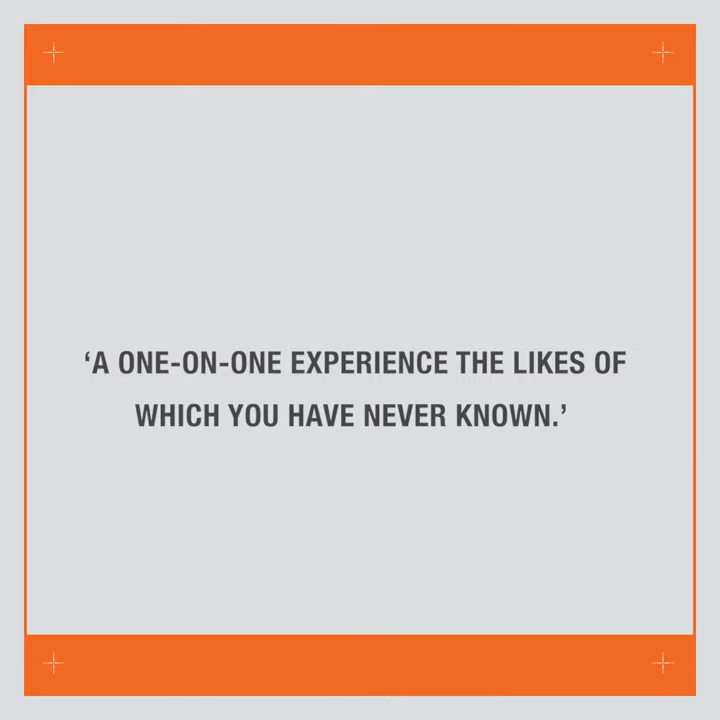 ‘A ONE-ON-ONE EXPERIENCE THE LIKES OF
WHICH YOU HAVE NEVER KNOWN.’